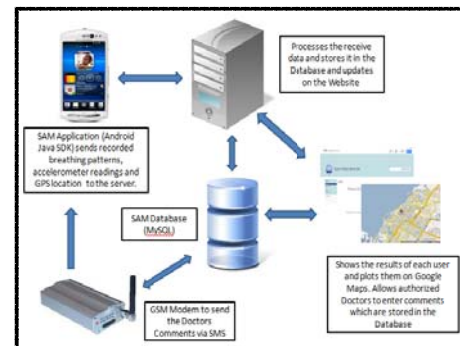 Processes the receive
data and stores it in the
Database and updates
on the Website
SAM Application (Android
Java SDK) sends recorded
breathing patterns,
accelerometer readings and
GPS location to the server.
SAM Database
(MySQL)
GSM Modem to send
the Doctors
Comments via SMS
Shows the results of each user
and plots them on Google
Maps. Allows authorized
Doctors to enter comments
which are stored in the
Database